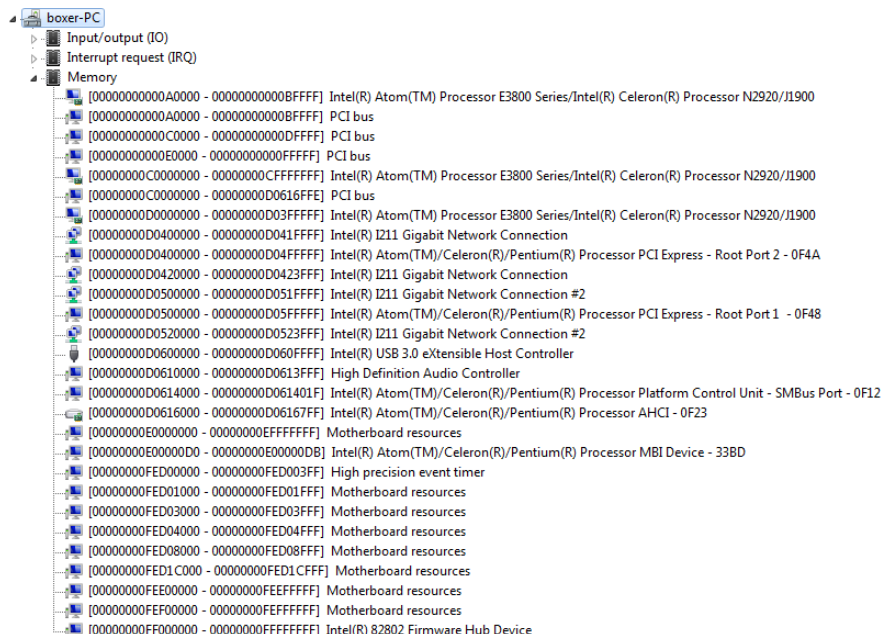 boxer-PC
Input/output (IO)
Interrupt request (IRQ)
Memory
[00000000000A0000 - 00000000000BFFFF] Intel(R) Atom(TM) Processor E3800 Series/Intel(R) Celeron(R) Processor N2920/J1900
[00000000000A0000 - 00000000000BFFFF] PCI bus
[00000000000C0000 - 00000000000DFFFF] PCI bus
[00000000000E0000 - 00000000000FFFFF] PCI bus
[00000000C0000000 - 00000000CFFFFFFF] Intel(R) Atom(TM) Processor E3800 Series/Intel(R) Celeron(R) Processor N2920/J1900
[00000000C0000000 - 00000000D0616FFE] PCI bus
[00000000D0000000 - 00000000D03FFFFF] Intel(R) Atom(TM) Processor E3800 Series/Intel(R) Celeron(R) Processor N2920/J1900
[00000000D0400000 - 00000000D041FFFF] Intel(R) I211 Gigabit Network Connection
[00000000D0400000 - 00000000D04FFFFF] Intel(R) Atom(TM)/Celeron(R)/Pentium(R) Processor PCI Express - Root Port 2 - 0F4A
[00000000D0420000 - 00000000D0423FFF] Intel(R) I211 Gigabit Network Connection
[00000000D0500000 - 00000000D051FFFF] Intel(R) I211 Gigabit Network Connection #2
[00000000D0500000 - 00000000D05FFFFF] Intel(R) Atom(TM)/Celeron(R)/Pentium(R) Processor PCI Express - Root Port 1 - 0F48
[00000000D0520000 - 00000000D0523FFF] Intel(R) I211 Gigabit Network Connection #2
[00000000D0600000 - 00000000D060FFFF] Intel(R) USB 3.0 eXtensible Host Controller
[00000000D0610000 - 00000000D0613FFF] High Definition Audio Controller
[00000000D0614000 - 00000000D061401F] Intel(R) Atom(TM)/Celeron(R)/Pentium(R) Processor Platform Control Unit - SMBus Port - 0F12
[00000000D0616000 - 00000000D06167FF] Intel(R) Atom(TM)/Celeron(R)/Pentium(R) Processor AHCI - 0F23
[00000000E0000000 - 00000000EFFFFFFF] Motherboard resources
[00000000E00000D0 - 00000000E00000DB] Intel(R) Atom(TM)/Celeron(R)/Pentium(R) Processor MBI Device - 33BD
[00000000FED00000 - 00000000FED003FF] High precision event timer
[00000000FED01000 - 00000000FED01FFF] Motherboard resources
[00000000FED03000 - 00000000FED03FFF] Motherboard resources
[00000000FED04000 - 00000000FED04FFF] Motherboard resources
[00000000FED08000 - 00000000FED08FFF] Motherboard resources
[00000000FED1C000 - 00000000FED1CFFF] Motherboard resources
[00000000FEE00000 - 00000000FEEFFFFF] Motherboard resources
[00000000FEF00000 - 00000000FEFFFFFF] Motherboard resources
[00000000FF000000 - 00000000FFFFFFFF] Intel(R) 82802 Firmware Hub Device